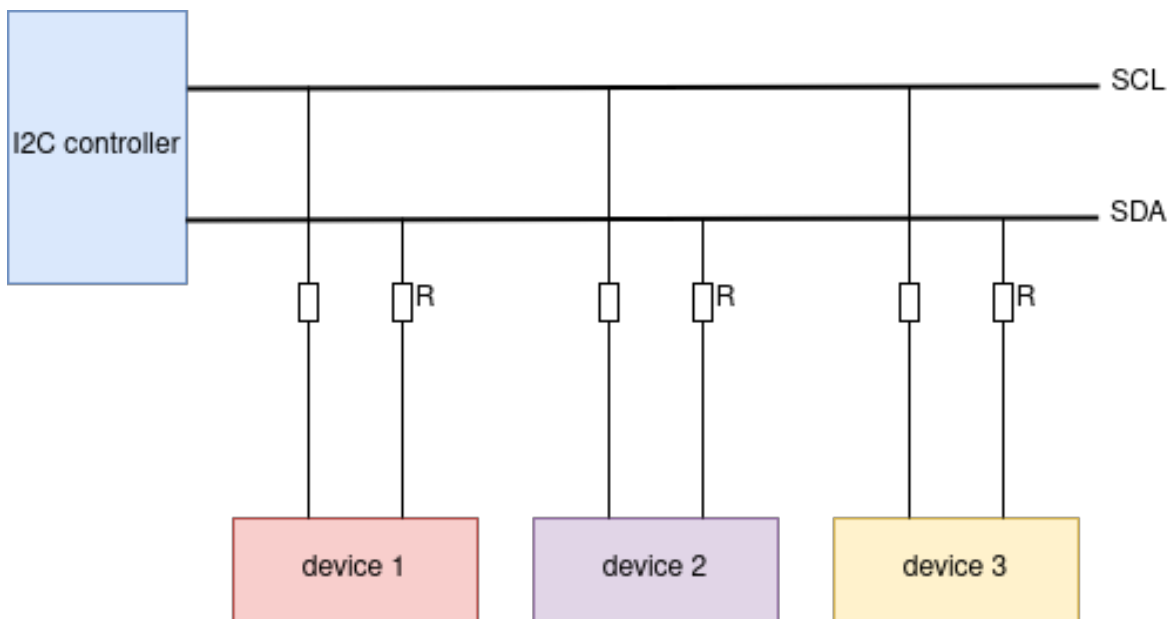 SCL
I2C controller
SDA
R
R
R
device 1
device 2
device 3